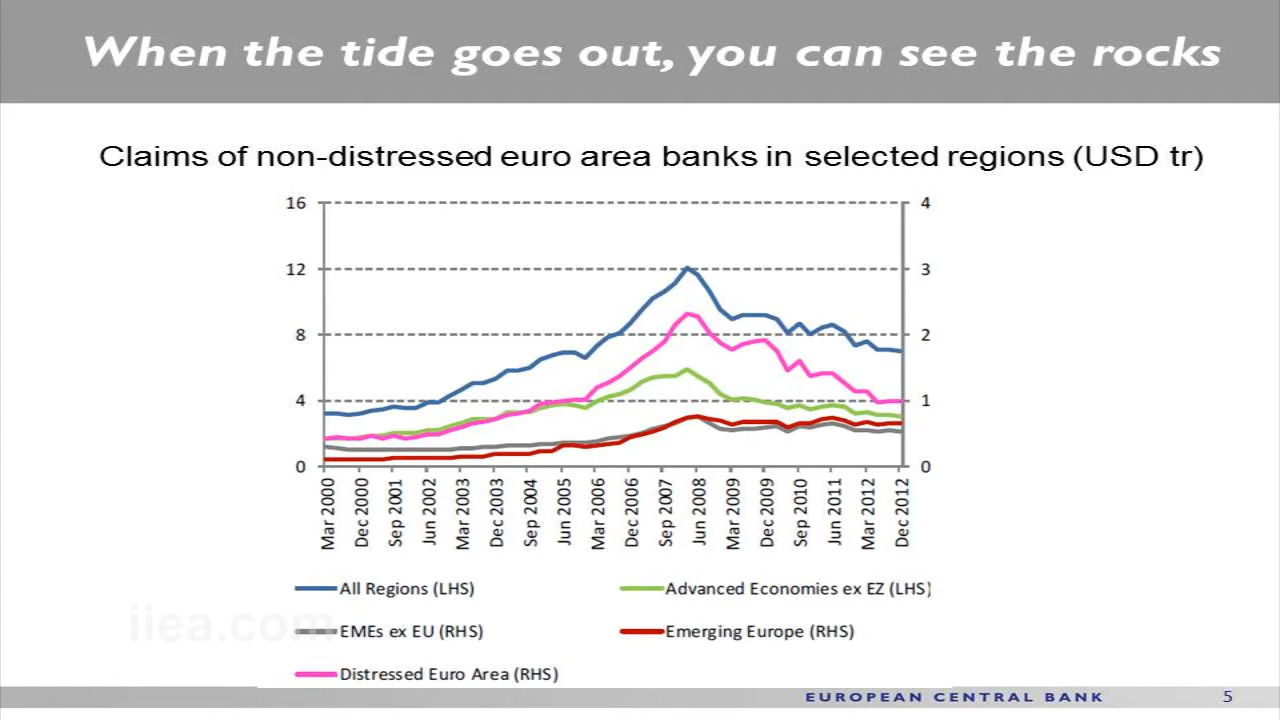 When the tide goes out, you can see the rocks
Claims of non-distressed euro area banks in selected regions (USD tr)
16
12
8
4
0
4
3
2
1
0
Mar 2000
Dec 2000
Sep 2001
Jun 2002
Mar 2003
Dec 2003
Sep 2004
Jun 2005
Mar 2006
Dec 2006
Sep 2007
Jun 2008
Mar 2009
Dec 2009
Sep 2010
Jun 2011
Mar 2012
Dec 2012
All Regions (LHS)
Advanced Economies ex EZ (LHS)
EMEs ex EU (RHS)
Emerging Europe (RHS)
Distressed Euro Area (RHS)
iiea.com
EUROPEAN CENTRAL BANK
5